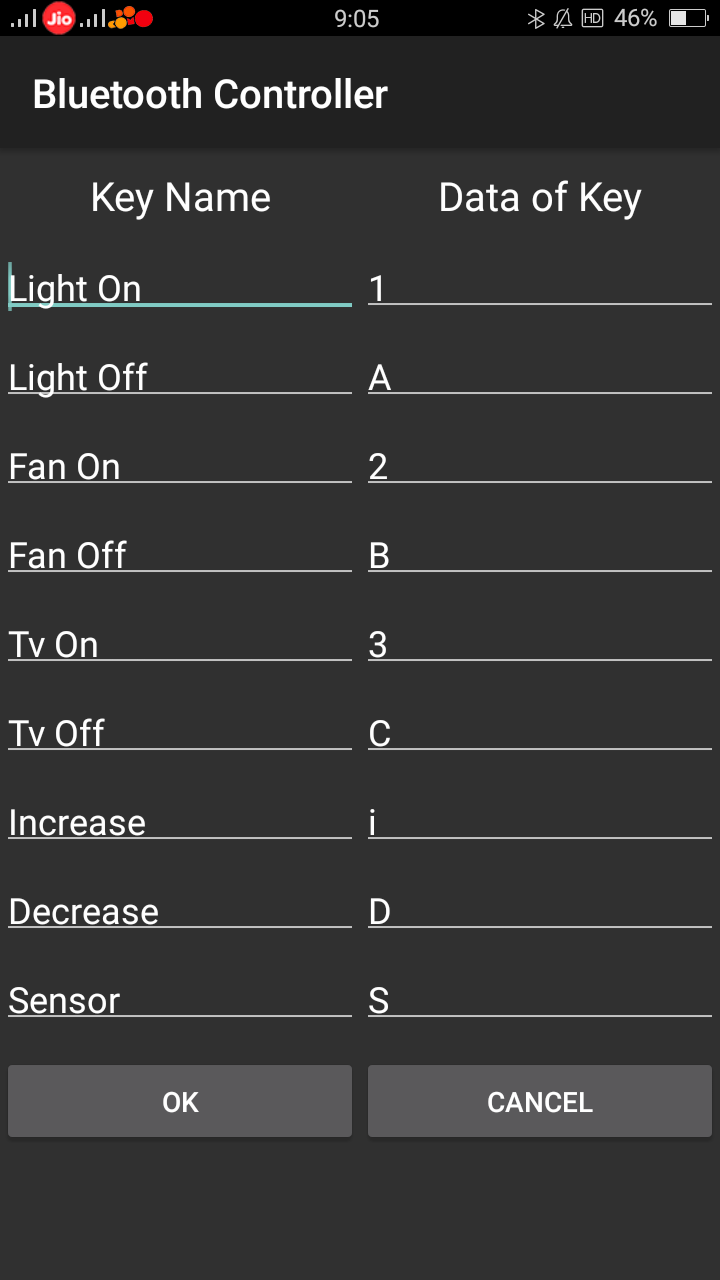 Jio 9:05 HD 46%
Bluetooth Controller
Key Name Data of Key
Light On 1
Light Off A
Fan On 2
Fan Off B
Tv On 3
Tv Off C
Increase i
Decrease D
Sensor S
OK CANCEL